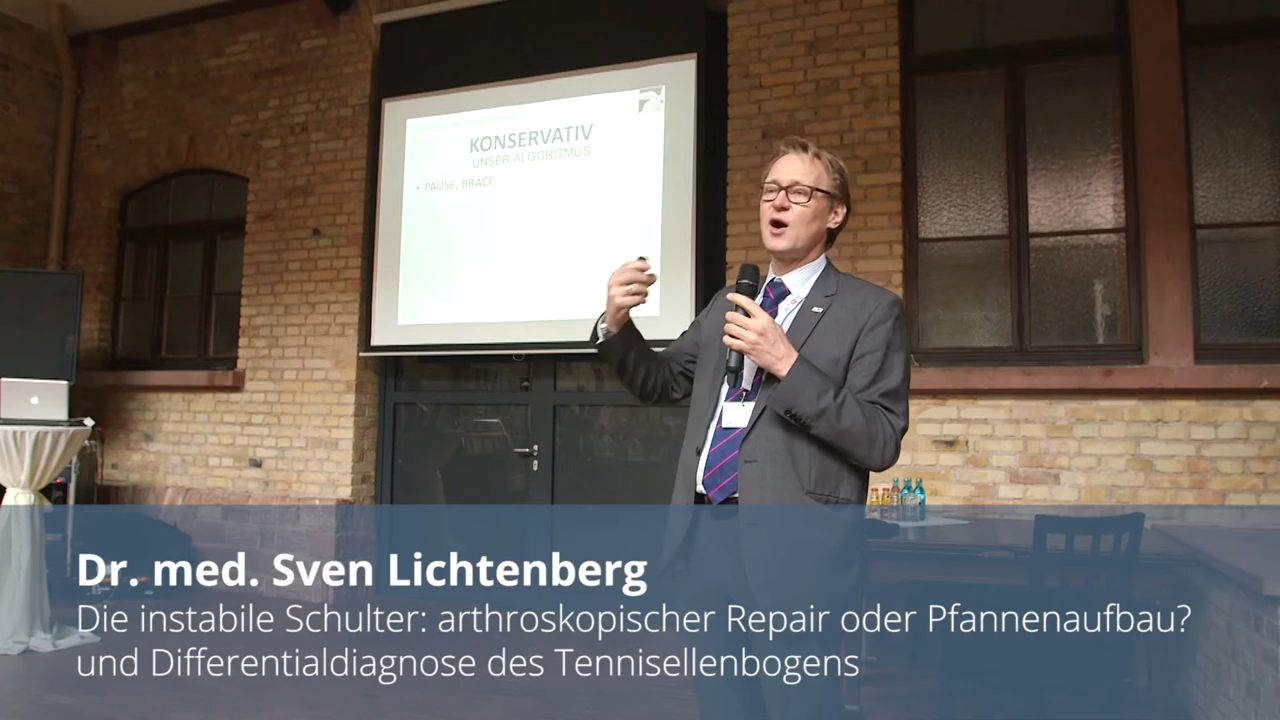 KONSERVATIV
UNSER ALGORITMUS
• PAUSE, BRACE
Dr. med. Sven Lichtenberg
Die instabile Schulter: arthroskopischer Repair oder Pfannenaufbau?
und Differentialdiagnose des Tennisellenbogens